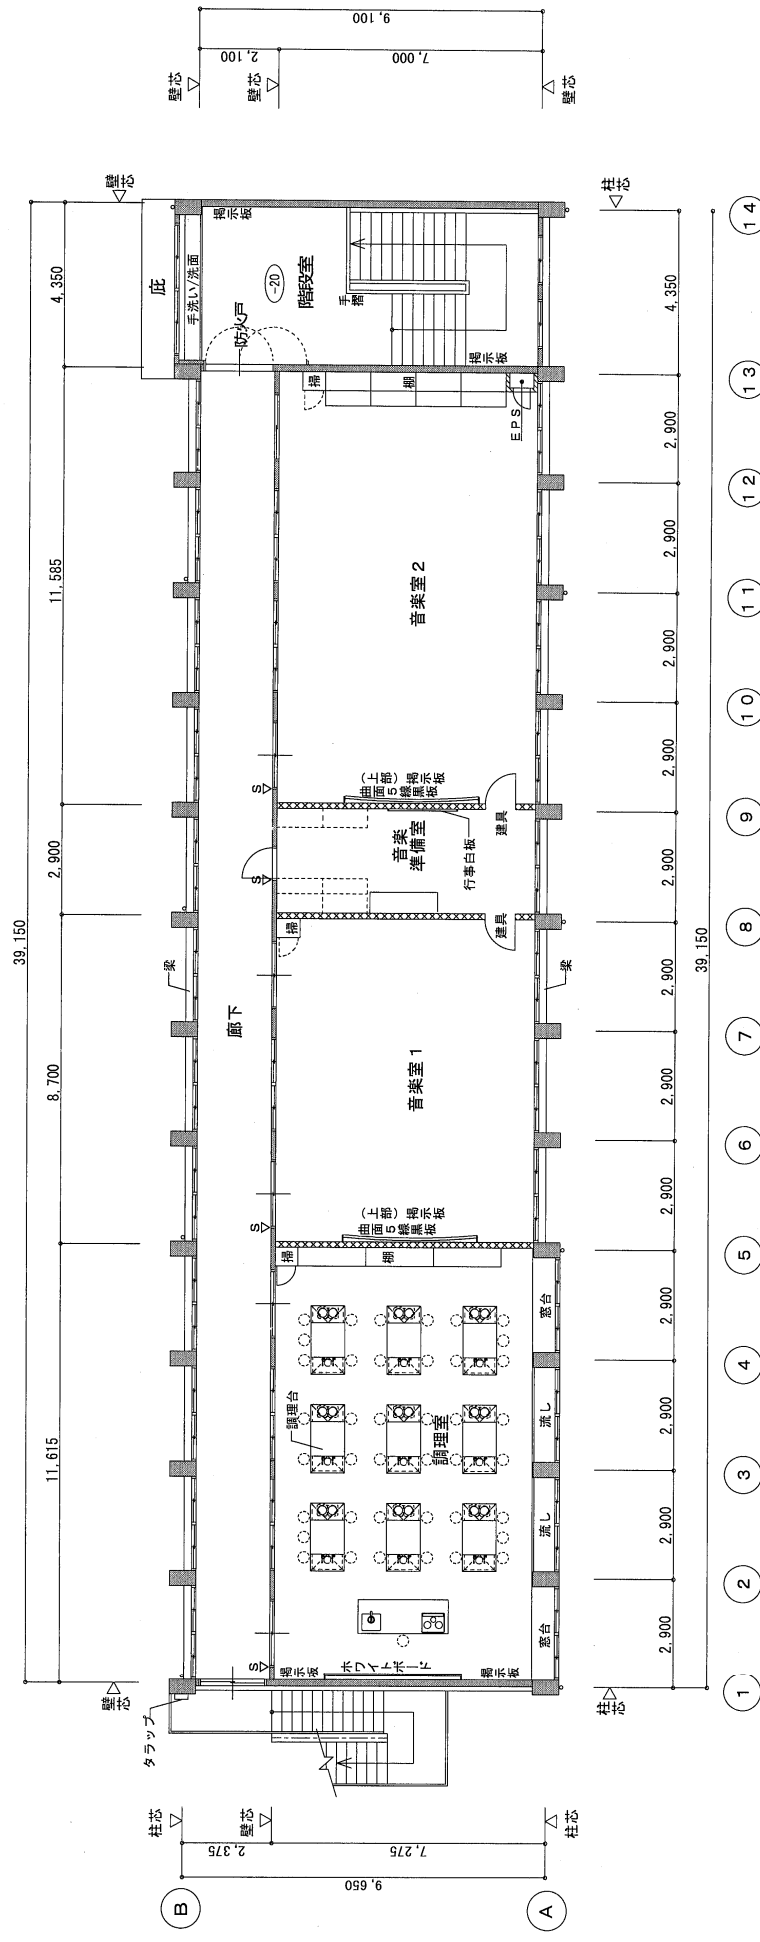 9,100
2,100
7,000
壁芯
壁芯
壁芯
壁芯
柱芯
39,150
4,350
11,585
2,900
8,700
11,615
庇
掲示板
手洗い/洗面
防火戸
-20
階段室
手摺
掲示板
掃
棚
EPS
音楽室2
(上部) 掲示板
曲面5線黒板
S
建具
音楽
準備室
行事白板
S
掃
建具
梁
廊下
梁
音楽室1
(上部) 掲示板
曲面5線黒板
S
掃
棚
窓台
調理台
調理室
流し
流し
窓台
S
掲示板
ホワイトボード
掲示板
壁芯
柱芯
タラップ
4,350
2,900
2,900
2,900
2,900
2,900
2,900
2,900
2,900
2,900
2,900
2,900
2,900
39,150
14
13
12
11
10
9
8
7
6
5
4
3
2
1
柱芯
壁芯
柱芯
2,375
7,275
9,650
B
A